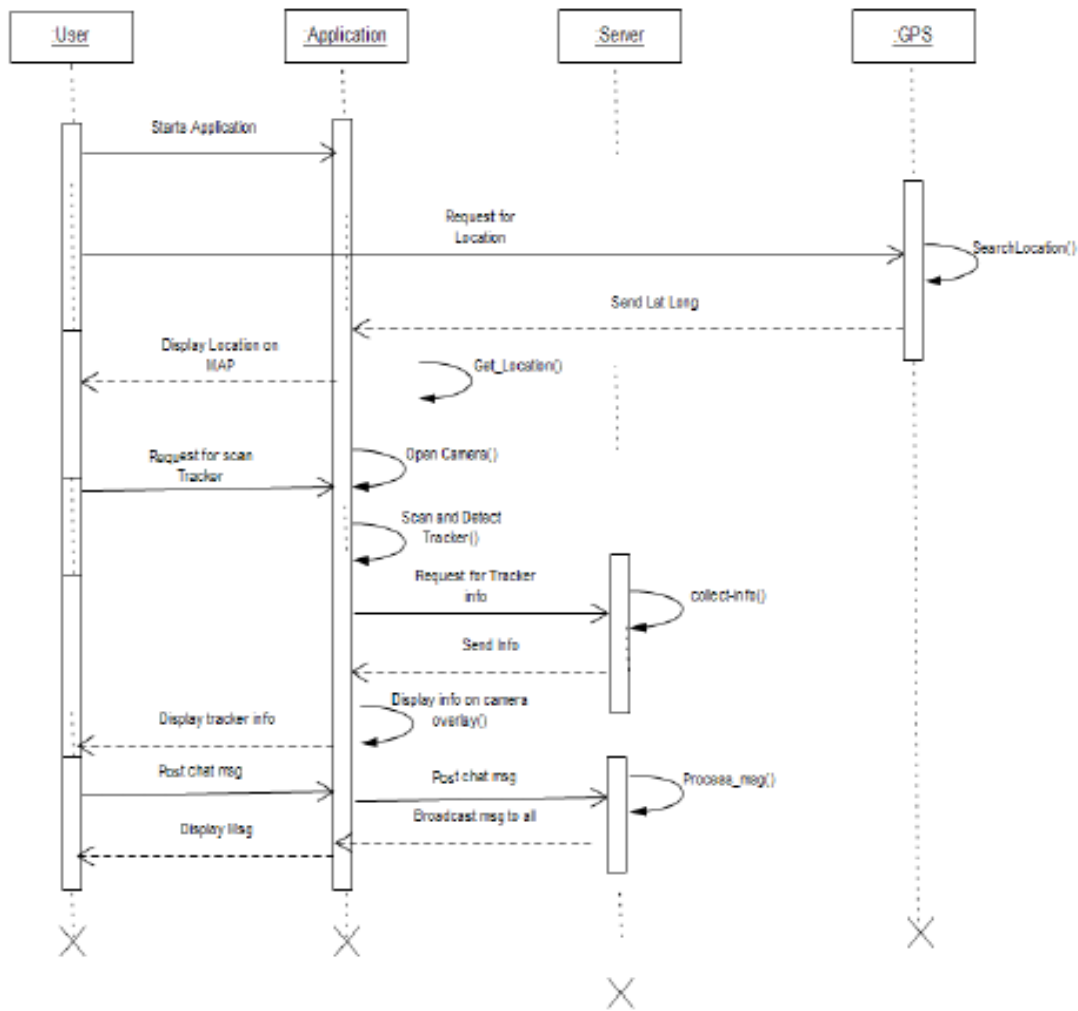 :User
:Application
:Server
:GPS
Starts Application
Request for
Location
SearchLocation()
Send Lat Long
Display Location on
MAP
Get_Location()
Request for scan
Tracker
Open Camera()
Scan and Detect
Tracker()
Request for Tracker
info
collect-info()
Send Info
Display info on camera
overlay()
Display tracker info
Post chat msg
Post chat msg
Process_msg()
Broadcast msg to all
Display Msg